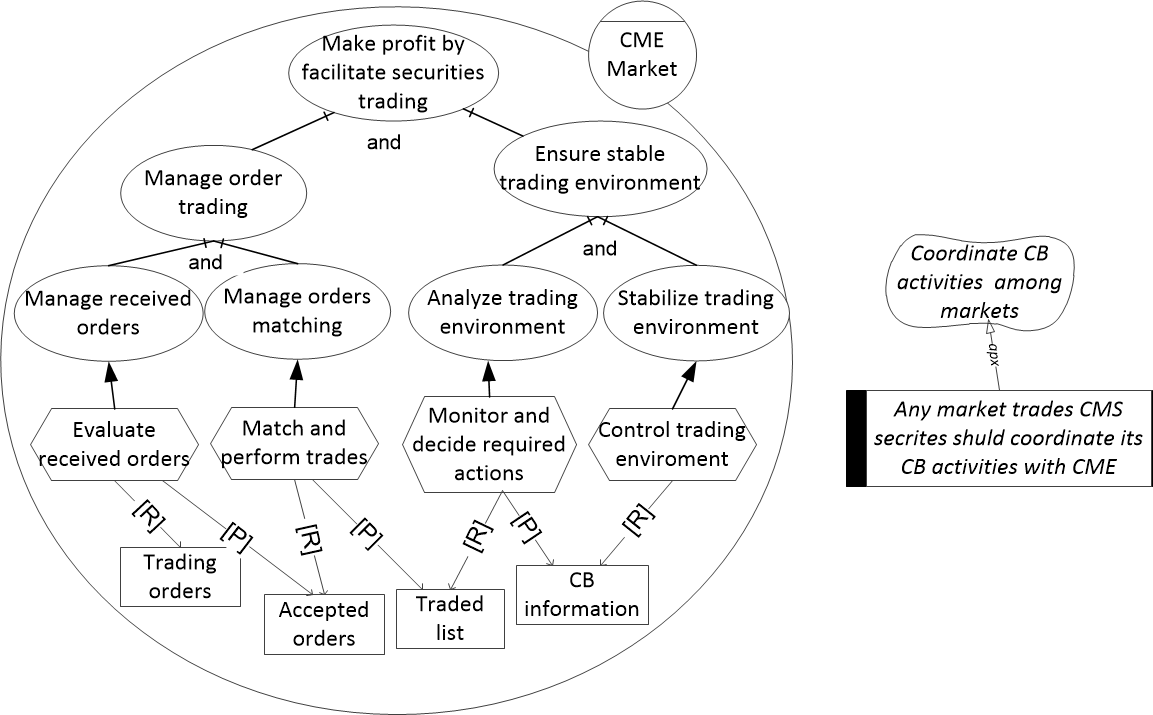 Make profit by
facilitate securities
trading
CME
Market
and
Manage order
trading
Ensure stable
trading environment
and
and
Manage received
orders
Manage orders
matching
Analyze trading
environment
Stabilize trading
environment
Coordinate CB
activities among
markets
apx
Any market trades CMS
secrites shuld coordinate its
CB activities with CME
Evaluate
received orders
Match and
perform trades
Monitor and
decide required
actions
Control trading
enviroment
[R]
[P]
[R]
[P]
[R]
[P]
[R]
Trading
orders
Accepted
orders
Traded
list
CB
information